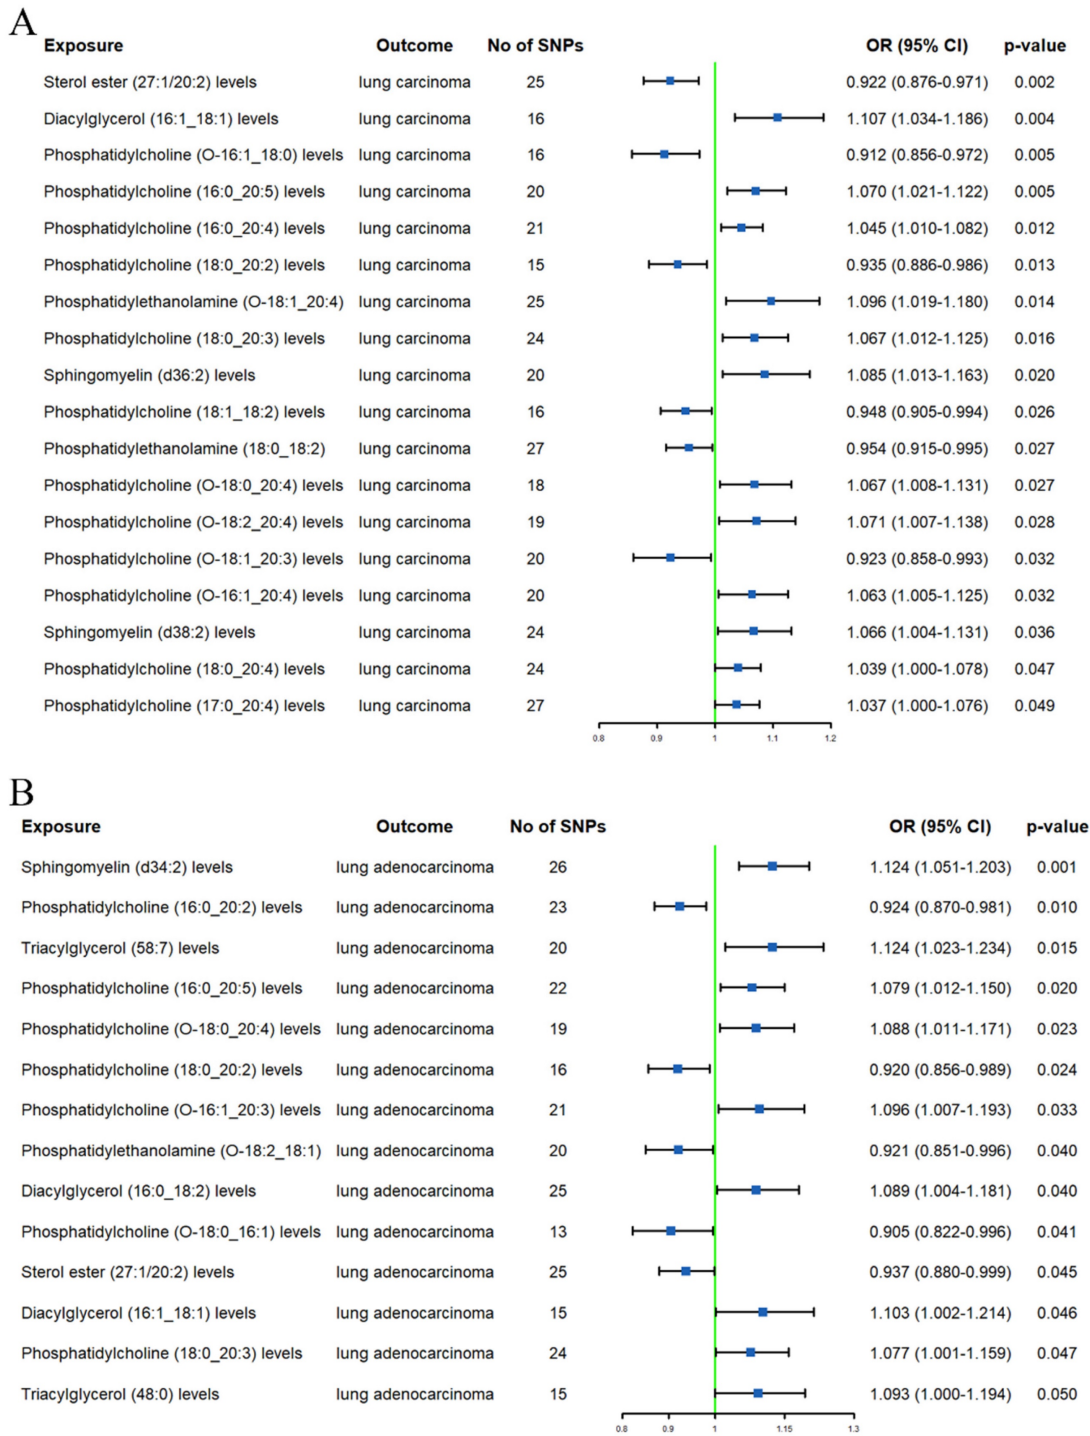 A
Exposure Outcome No of SNPs OR (95% CI) p-value
Sterol ester (27:1/20:2) levels lung carcinoma 25 0.922 (0.876-0.971) 0.002
Diacylglycerol (16:1_18:1) levels lung carcinoma 16 1.107 (1.034-1.186) 0.004
Phosphatidylcholine (O-16:1_18:0) levels lung carcinoma 16 0.912 (0.856-0.972) 0.005
Phosphatidylcholine (16:0_20:5) levels lung carcinoma 20 1.070 (1.021-1.122) 0.005
Phosphatidylcholine (16:0_20:4) levels lung carcinoma 21 1.045 (1.010-1.082) 0.012
Phosphatidylcholine (18:0_20:2) levels lung carcinoma 15 0.935 (0.886-0.986) 0.013
Phosphatidylethanolamine (O-18:1_20:4) lung carcinoma 25 1.096 (1.019-1.180) 0.014
Phosphatidylcholine (18:0_20:3) levels lung carcinoma 24 1.067 (1.012-1.125) 0.016
Sphingomyelin (d36:2) levels lung carcinoma 20 1.085 (1.013-1.163) 0.020
Phosphatidylcholine (18:1_18:2) levels lung carcinoma 16 0.948 (0.905-0.994) 0.026
Phosphatidylethanolamine (18:0_18:2) lung carcinoma 27 0.954 (0.915-0.995) 0.027
Phosphatidylcholine (O-18:0_20:4) levels lung carcinoma 18 1.067 (1.008-1.131) 0.027
Phosphatidylcholine (O-18:2_20:4) levels lung carcinoma 19 1.071 (1.007-1.138) 0.028
Phosphatidylcholine (O-18:1_20:3) levels lung carcinoma 20 0.923 (0.858-0.993) 0.032
Phosphatidylcholine (O-16:1_20:4) levels lung carcinoma 20 1.063 (1.005-1.125) 0.032
Sphingomyelin (d38:2) levels lung carcinoma 24 1.066 (1.004-1.131) 0.036
Phosphatidylcholine (18:0_20:4) levels lung carcinoma 24 1.039 (1.000-1.078) 0.047
Phosphatidylcholine (17:0_20:4) levels lung carcinoma 27 1.037 (1.000-1.076) 0.049
0.8 0.9 1 1.1 1.2
B
Exposure Outcome No of SNPs OR (95% CI) p-value
Sphingomyelin (d34:2) levels lung adenocarcinoma 26 1.124 (1.051-1.203) 0.001
Phosphatidylcholine (16:0_20:2) levels lung adenocarcinoma 23 0.924 (0.870-0.981) 0.010
Triacylglycerol (58:7) levels lung adenocarcinoma 20 1.124 (1.023-1.234) 0.015
Phosphatidylcholine (16:0_20:5) levels lung adenocarcinoma 22 1.079 (1.012-1.150) 0.020
Phosphatidylcholine (O-18:0_20:4) levels lung adenocarcinoma 19 1.088 (1.011-1.171) 0.023
Phosphatidylcholine (18:0_20:2) levels lung adenocarcinoma 16 0.920 (0.856-0.989) 0.024
Phosphatidylcholine (O-16:1_20:3) levels lung adenocarcinoma 21 1.096 (1.007-1.193) 0.033
Phosphatidylethanolamine (O-18:2_18:1) lung adenocarcinoma 20 0.921 (0.851-0.996) 0.040
Diacylglycerol (16:0_18:2) levels lung adenocarcinoma 25 1.089 (1.004-1.181) 0.040
Phosphatidylcholine (O-18:0_16:1) levels lung adenocarcinoma 13 0.905 (0.822-0.996) 0.041
Sterol ester (27:1/20:2) levels lung adenocarcinoma 25 0.937 (0.880-0.999) 0.045
Diacylglycerol (16:1_18:1) levels lung adenocarcinoma 15 1.103 (1.002-1.214) 0.046
Phosphatidylcholine (18:0_20:3) levels lung adenocarcinoma 24 1.077 (1.001-1.159) 0.047
Triacylglycerol (48:0) levels lung adenocarcinoma 15 1.093 (1.000-1.194) 0.050
0.8 0.9 1 1.15 1.3